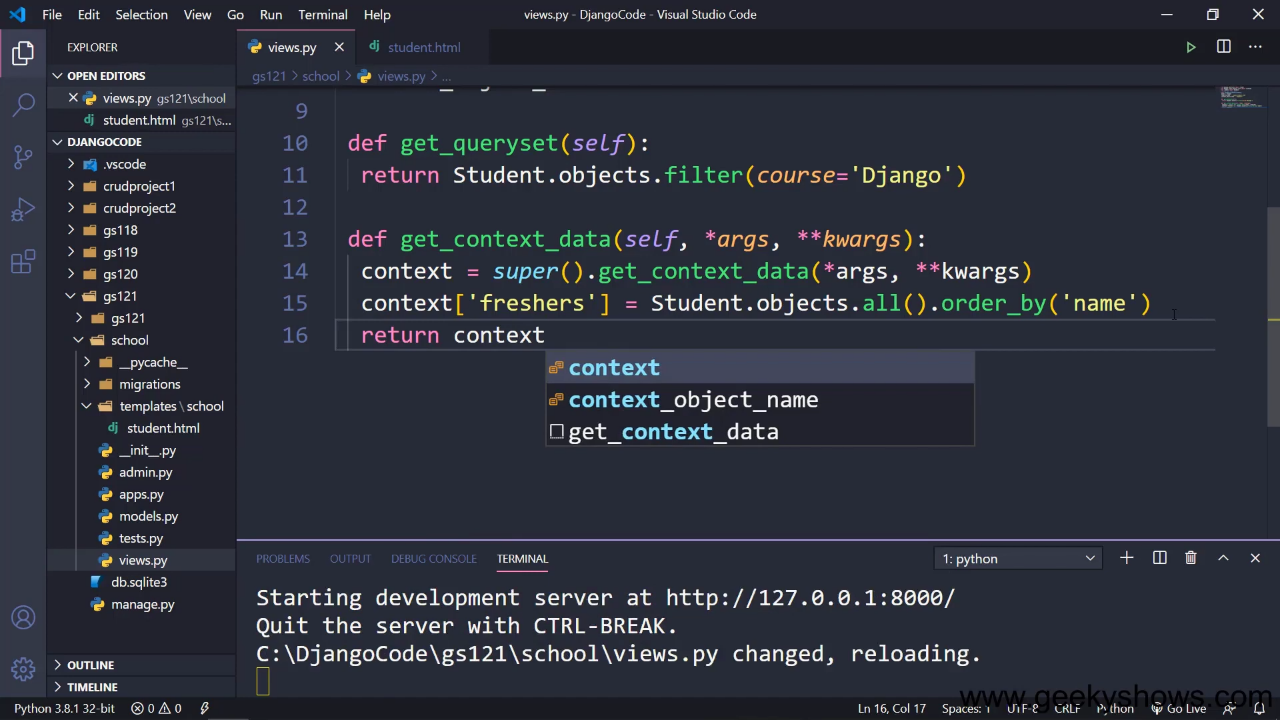 File Edit Selection View Go Run Terminal Help views.py - DjangoCode - Visual Studio Code
EXPLORER
OPEN EDITORS
views.py gs121\school
student.html gs121\s...
DJANGOCODE
.vscode
crudproject1
crudproject2
gs118
gs119
gs120
gs121
gs121
school
__pycache__
migrations
templates \ school
student.html
__init__.py
admin.py
apps.py
models.py
tests.py
views.py
db.sqlite3
manage.py
OUTLINE
TIMELINE
views.py student.html
gs121 > school > views.py > ...
9
10 def get_queryset(self):
11 return Student.objects.filter(course='Django')
12
13 def get_context_data(self, *args, **kwargs):
14 context = super().get_context_data(*args, **kwargs)
15 context['freshers'] = Student.objects.all().order_by('name')
16 return context
context
context_object_name
get_context_data
PROBLEMS OUTPUT DEBUG CONSOLE TERMINAL 1: python
Starting development server at http://127.0.0.1:8000/
Quit the server with CTRL-BREAK.
C:\DjangoCode\gs121\school\views.py changed, reloading.
www.geekyshows.com
Python 3.8.1 32-bit 0 0 Ln 16, Col 17 Spaces: 1 UTF-8 CRLF Python Go Live